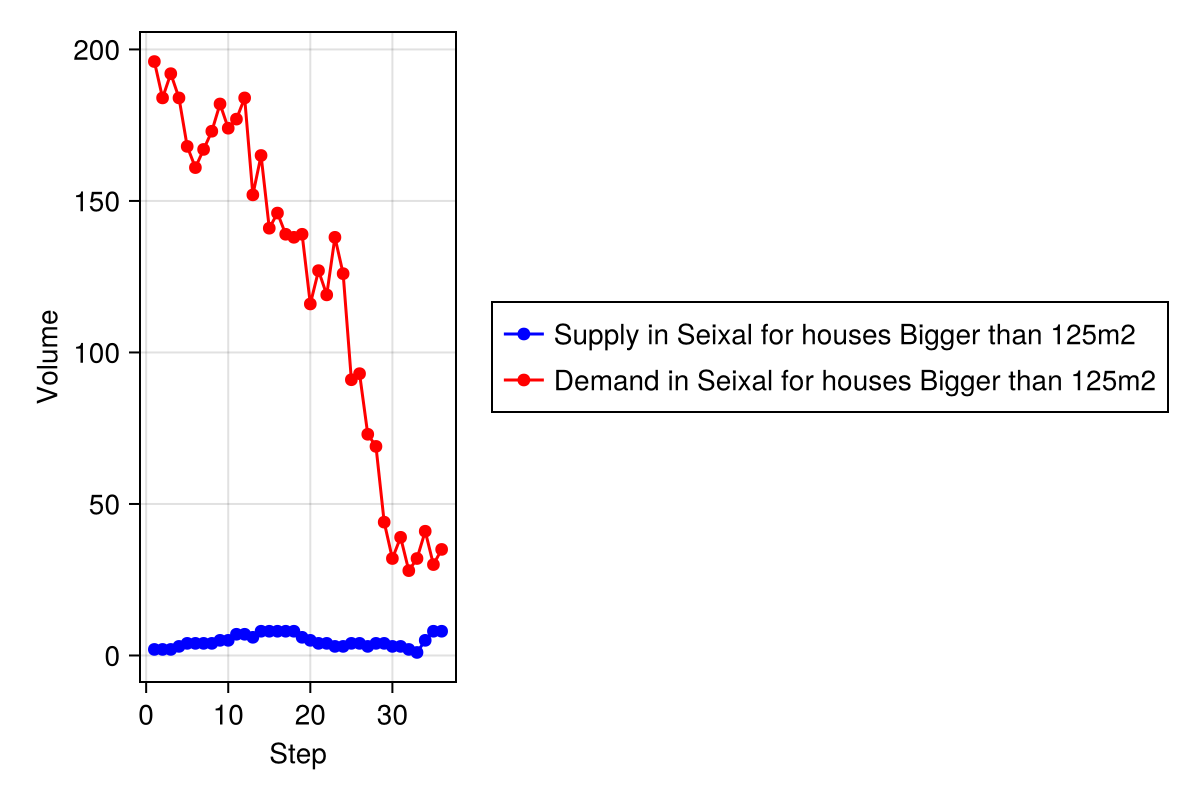 200
150
100
50
0
Volume
0 10 20 30
Step
Supply in Seixal for houses Bigger than 125m2
Demand in Seixal for houses Bigger than 125m2